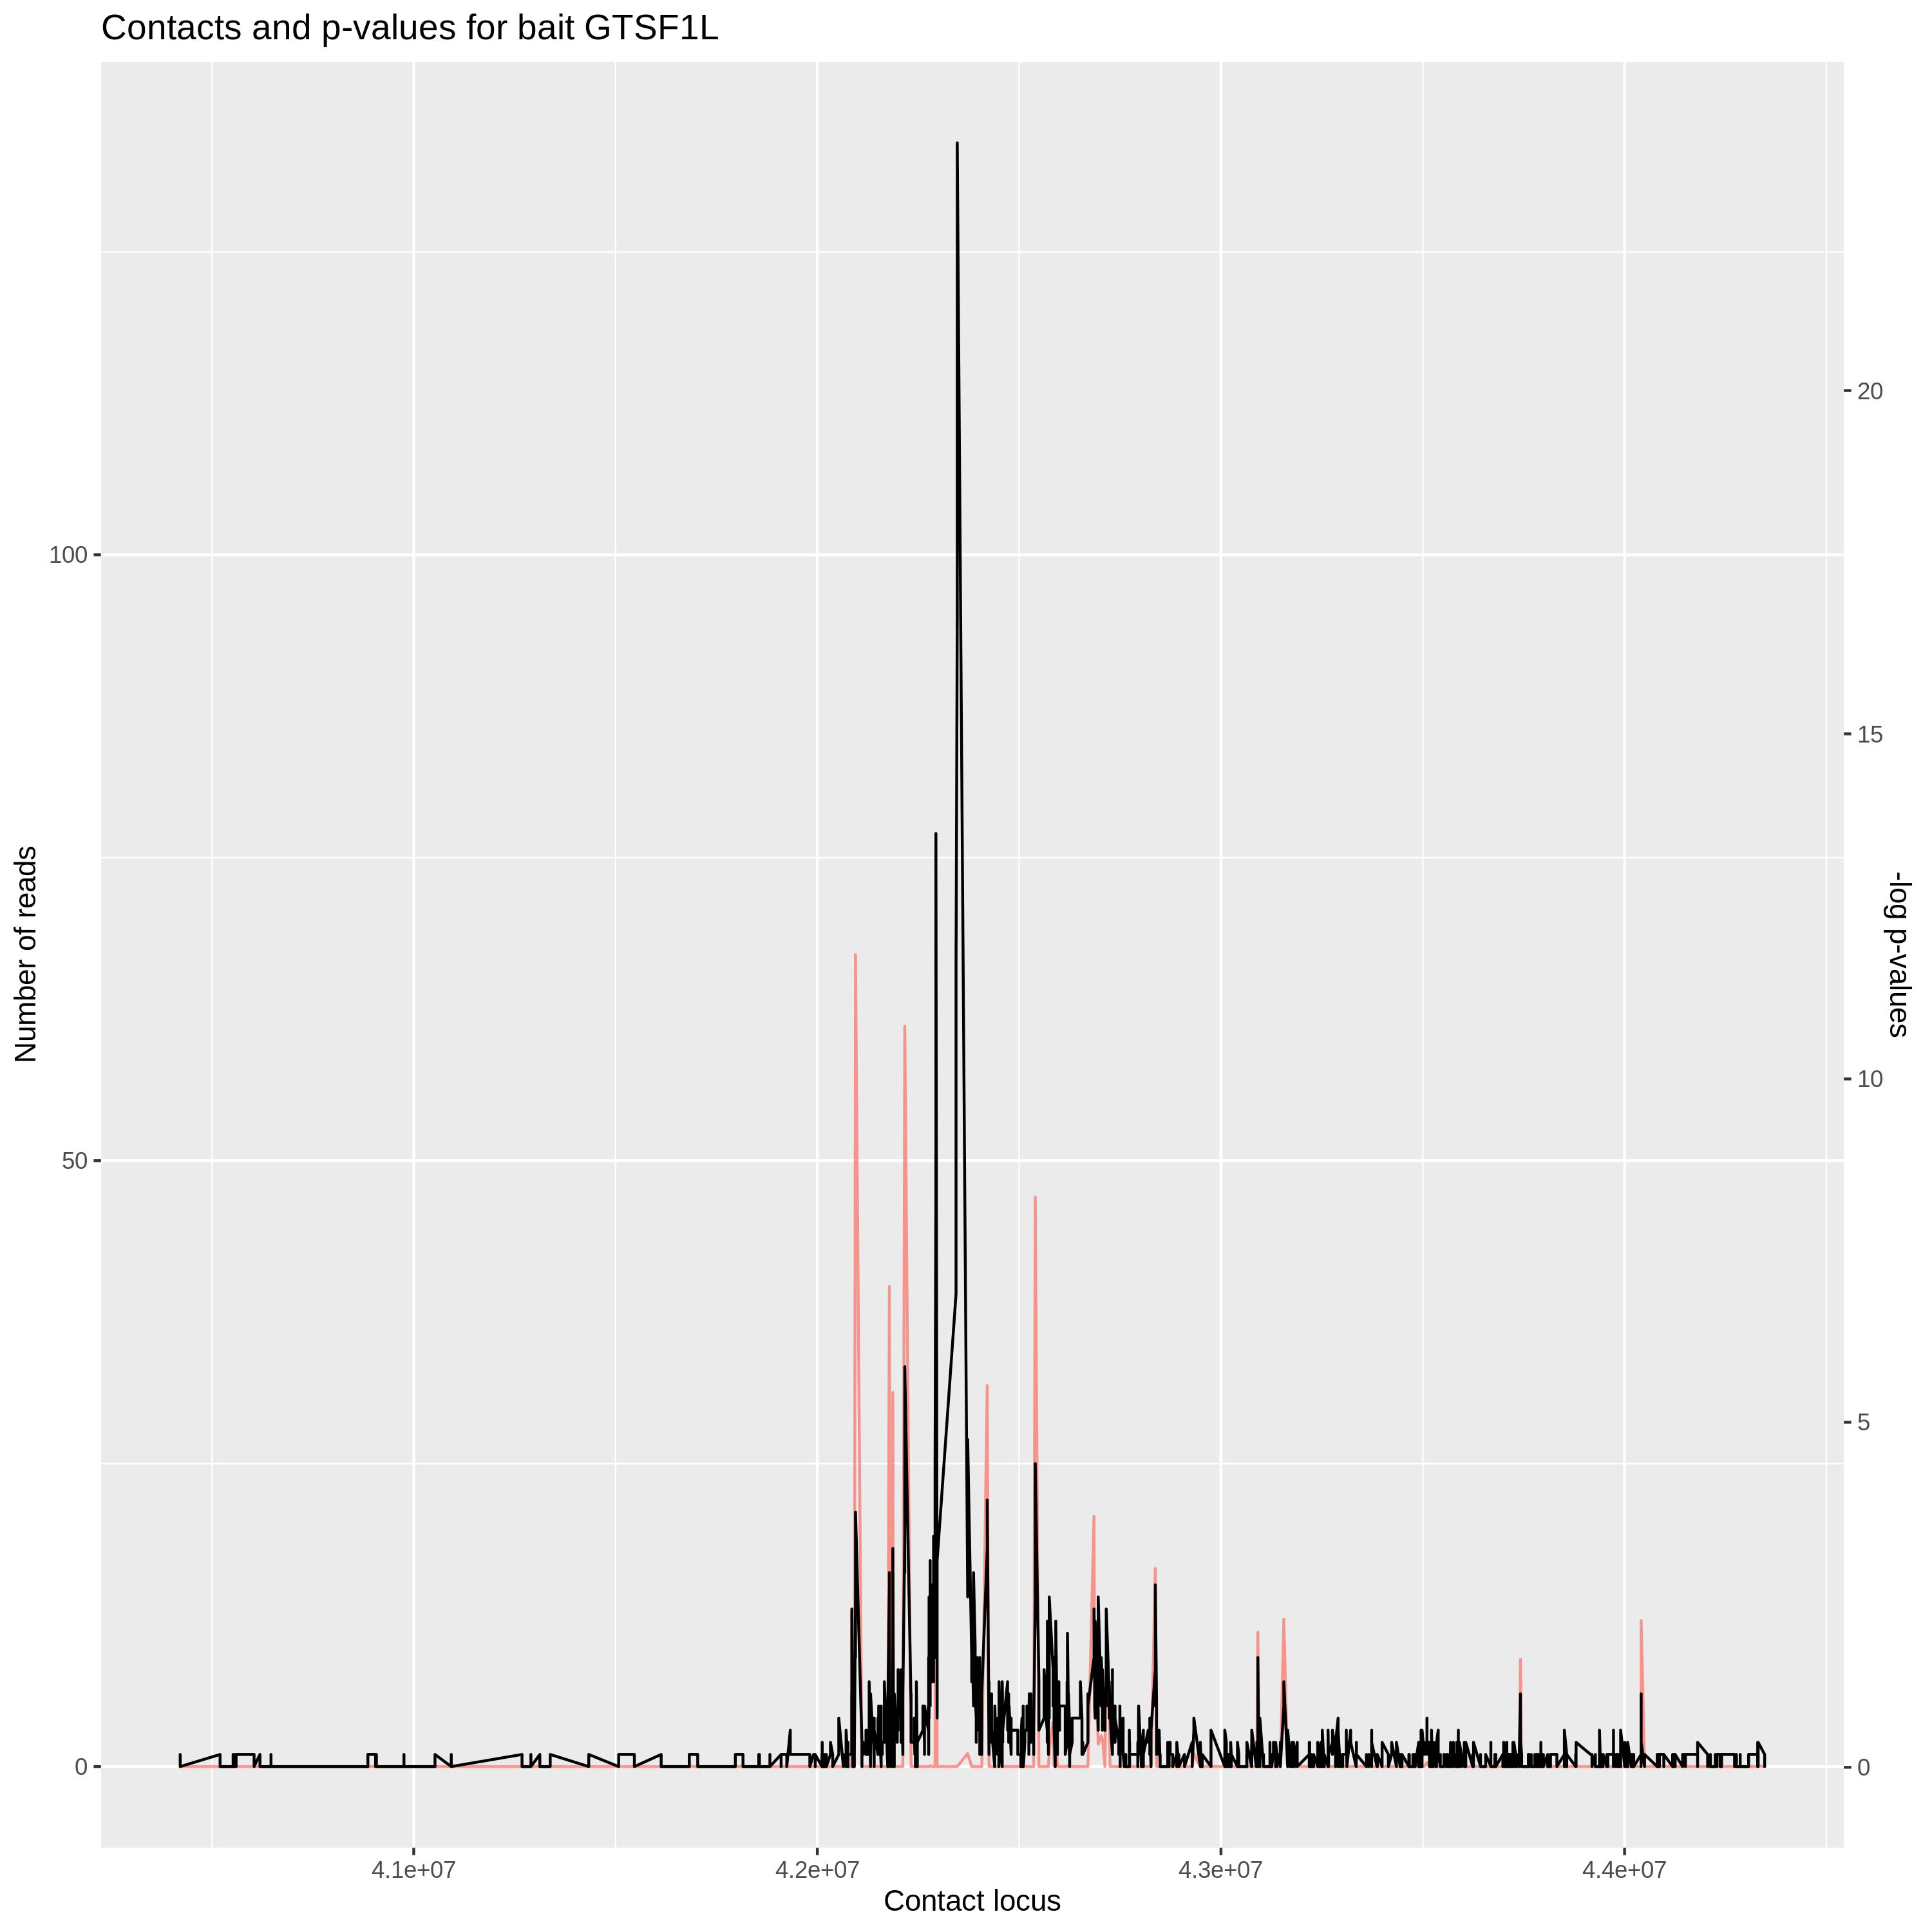 Contacts and p-values for bait GTSF1L
Number of reads
100
50
0
20
15
10
5
0
-log p-values
4.1e+07
4.2e+07
4.3e+07
4.4e+07
Contact locus